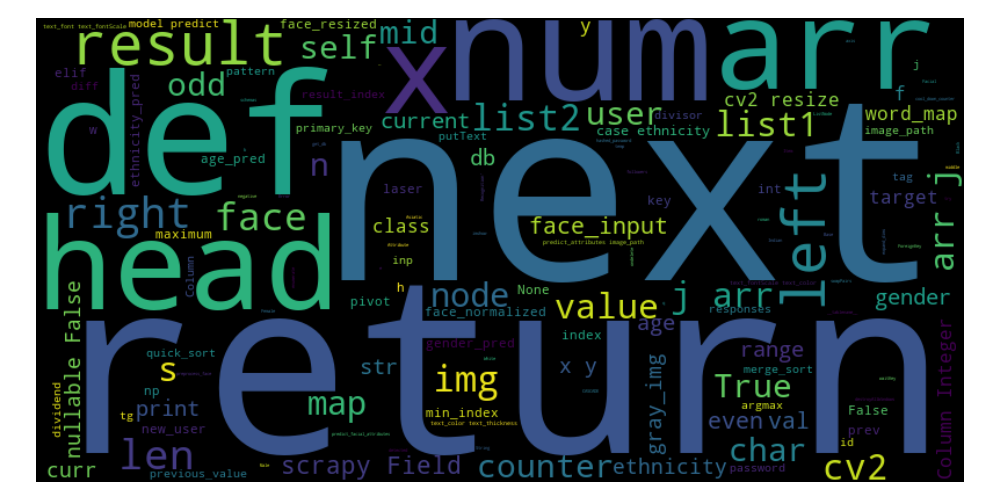 text_font text_fontScale
model predict
face_resized
y
result
self
mid
x
num
arr
elif
diff
pattern
odd
j
f
cv2 resize
result_index
def
ethnicity_pred
w
primary_key
current
list2
user
divisor
list1
word_map
image_path
putText
case
ethnicity
age_pred
db
n
next
laser
key
int
tag
target
left
arr j
right
face
maximum
class
face_input
predict_attributes image_path
head
Column
inp
h
None
pivot
node
face_normalized
value
j arr
responses
gender
return
age
index
gender_pred
nullable False
quick_sort
s
str
x y
range
merge_sort
np
img
gray_img
True
argmax
map
min_index
text_color text_thickness
dividend
tg
print
new_user
even
val
False
prev
char
id
Column Integer
len
curr
previous_value
scrapy Field
counter
ethnicity
password
cv2